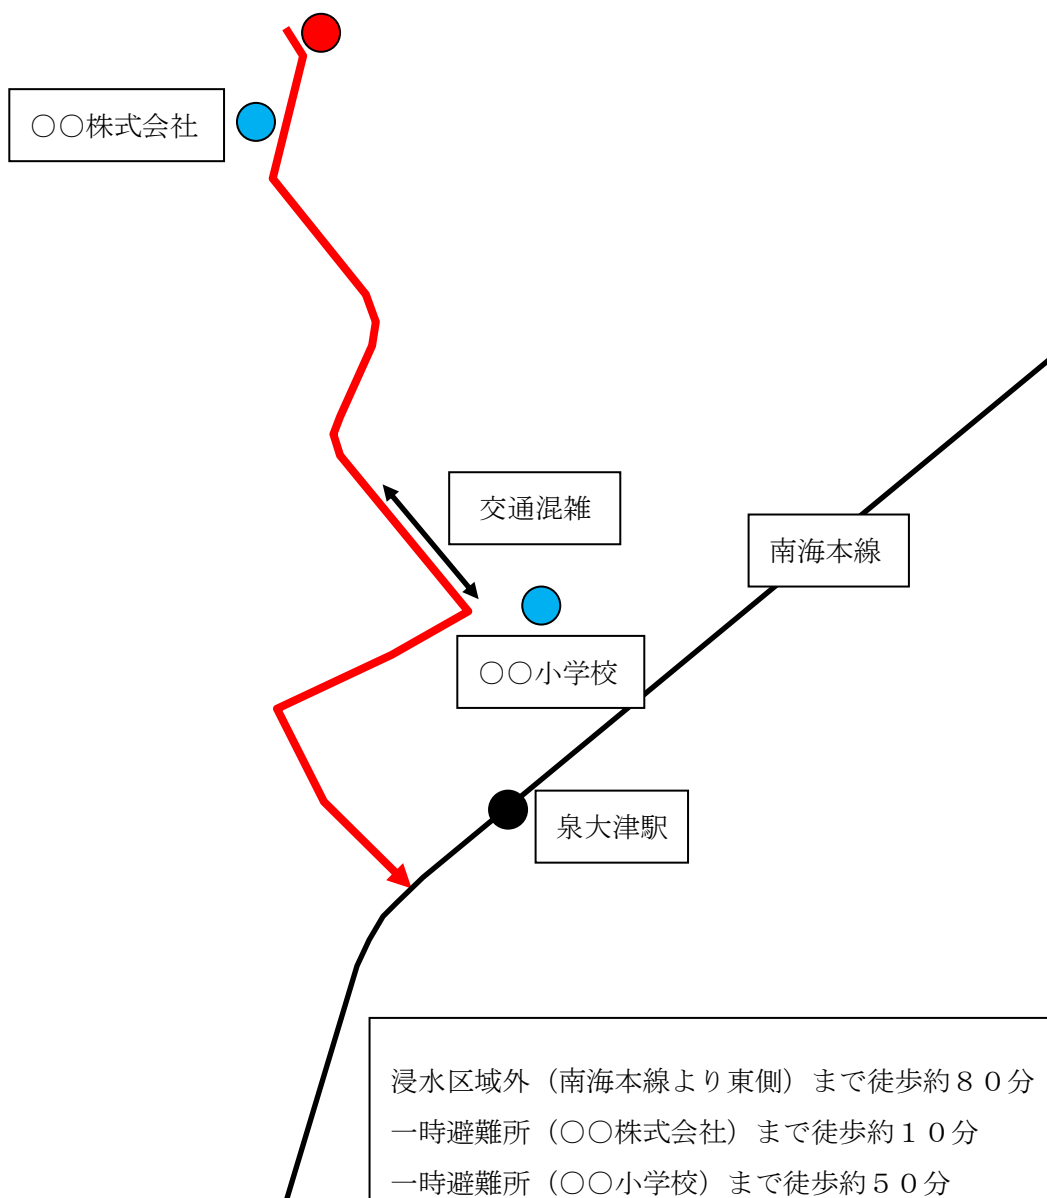 ○○株式会社
交通混雑
南海本線
○○小学校
泉大津駅
浸水区域外（南海本線より東側）まで徒歩約８０分
一時避難所（○○株式会社）まで徒歩約１０分
一時避難所（○○小学校）まで徒歩約５０分